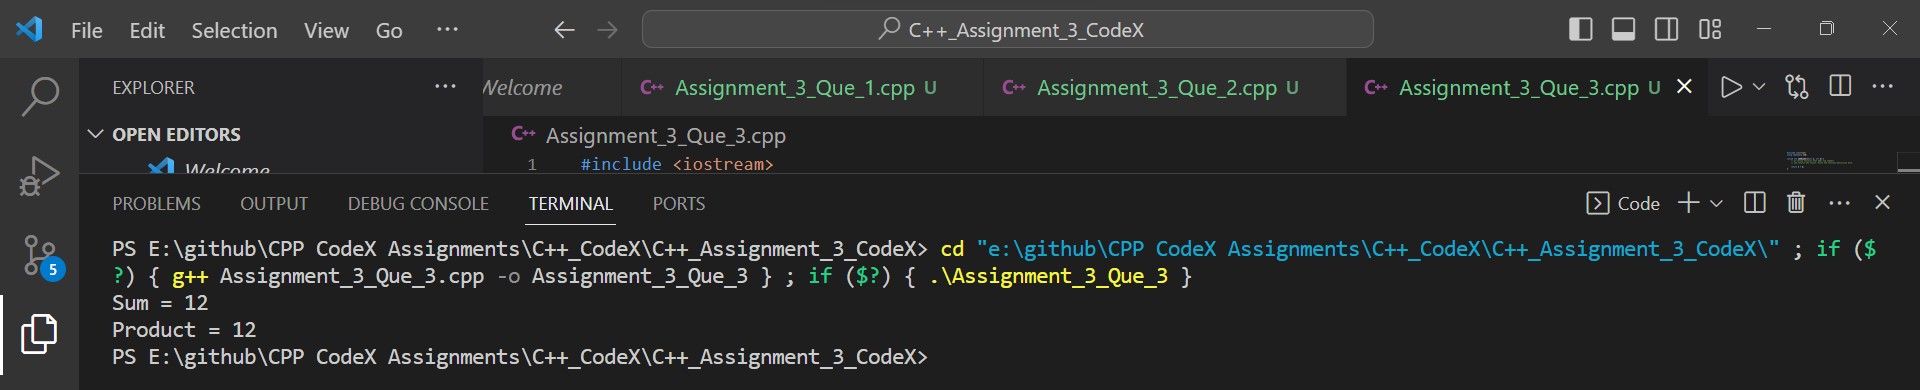 File Edit Selection View Go ··· C++_Assignment_3_CodeX
EXPLORER ··· Welcome C++ Assignment_3_Que_1.cpp U C++ Assignment_3_Que_2.cpp U C++ Assignment_3_Que_3.cpp U
OPEN EDITORS C++ Assignment_3_Que_3.cpp
Welcome 1 #include <iostream>
PROBLEMS OUTPUT DEBUG CONSOLE TERMINAL PORTS Code
PS E:\github\CPP CodeX Assignments\C++_CodeX\C++_Assignment_3_CodeX> cd "e:\github\CPP CodeX Assignments\C++_CodeX\C++_Assignment_3_CodeX\" ; if ($
?) { g++ Assignment_3_Que_3.cpp -o Assignment_3_Que_3 } ; if ($?) { .\Assignment_3_Que_3 }
5
Sum = 12
Product = 12
PS E:\github\CPP CodeX Assignments\C++_CodeX\C++_Assignment_3_CodeX>